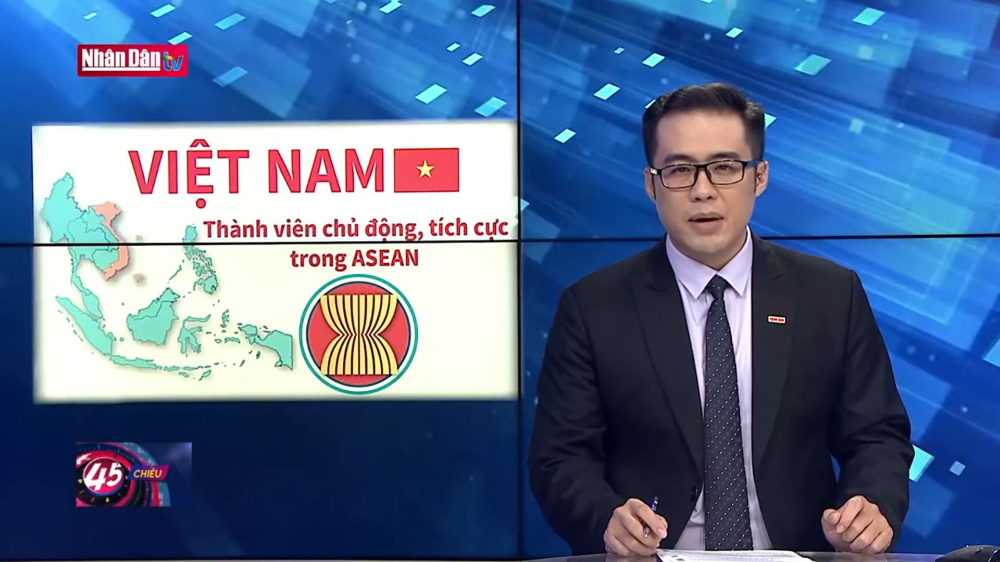 Nhân Dân tv
VIỆT NAM
Thành viên chủ động, tích cực
trong ASEAN
45
CHIỀU